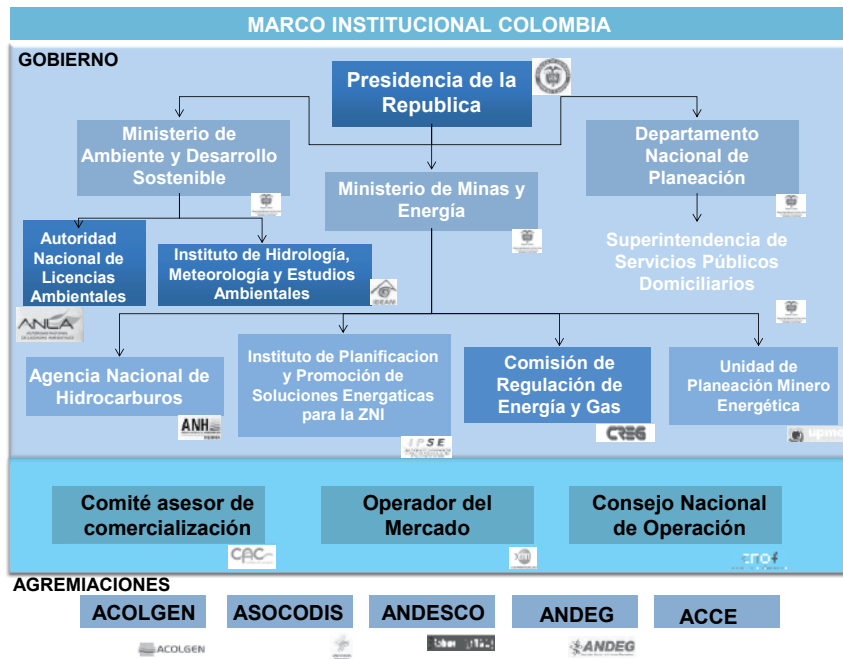 MARCO INSTITUCIONAL COLOMBIA
GOBIERNO
Presidencia de la
Republica
Ministerio de
Ambiente y Desarrollo
Sostenible
Ministerio de Minas y
Energía
Departamento
Nacional de
Planeación
Autoridad
Nacional de
Licencias
Ambientales
ANLA
Instituto de Hidrología,
Meteorología y Estudios
Ambientales
IDEAM
Superintendencia de
Servicios Públicos
Domiciliarios
Agencia Nacional de
Hidrocarburos
ANH
Instituto de Planificacion
y Promoción de
Soluciones Energaticas
para la ZNI
IPSE
Comisión de
Regulación de
Energía y Gas
CREG
Unidad de
Planeación Minero
Energética
upme
Comité asesor de
comercialización
CAC
Operador del
Mercado
Consejo Nacional
de Operación
AGREMIACIONES
ACOLGEN
ASOCODIS
ANDESCO
ANDEG
ACCE
ACOLGEN
ANDEG